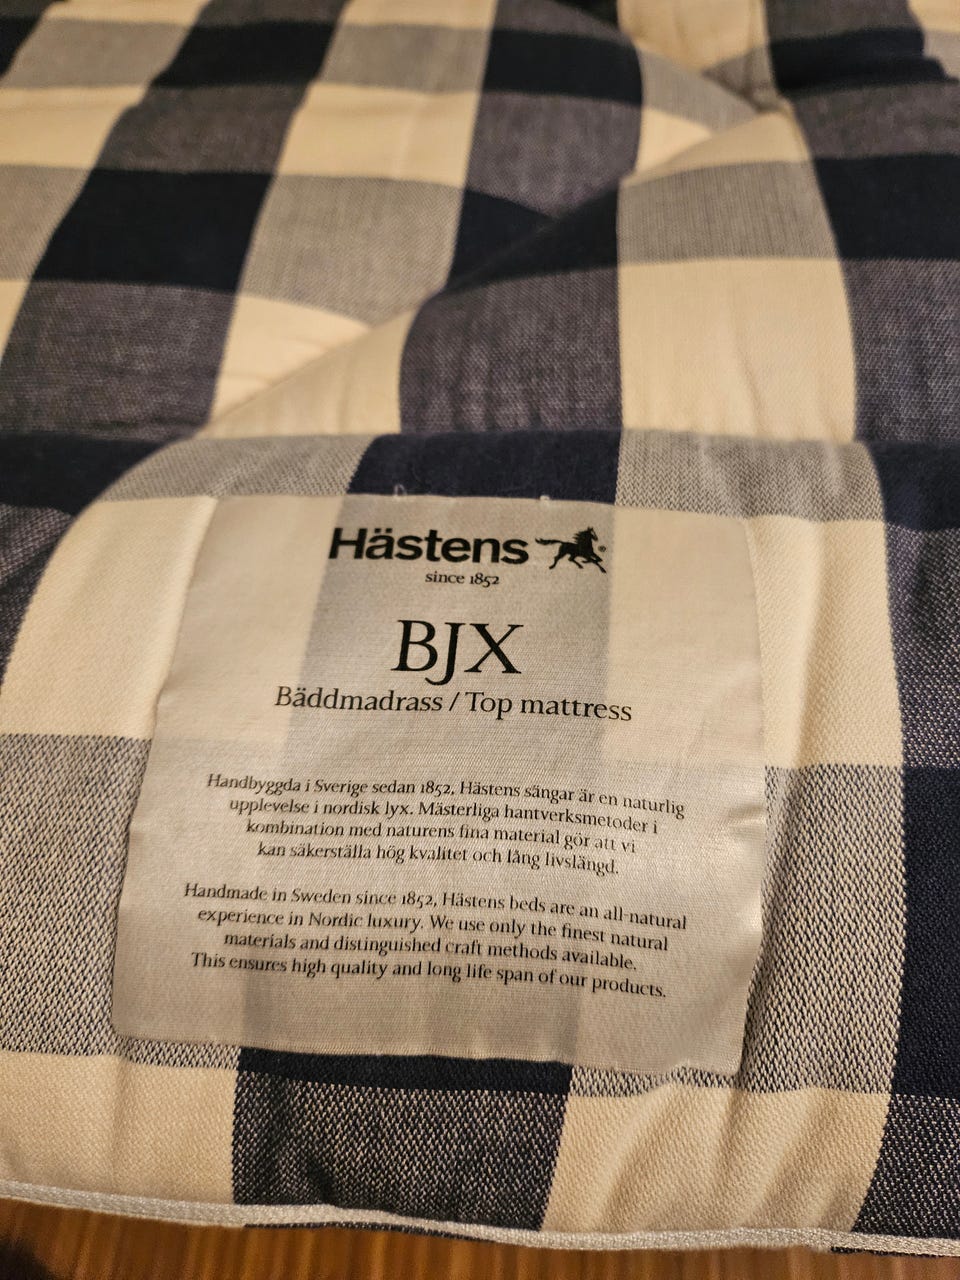 Hästens
since 1852
BJX
Bäddmadrass / Top mattress
Handbyggda i Sverige sedan 1852, Hästens sängar är en naturlig
upplevelse i nordisk lyx. Mästerliga hantverksmetoder i
kombination med naturens fina material gör att vi
kan säkerställa hög kvalitet och lång livslängd.
Handmade in Sweden since 1852, Hästens beds are an all-natural
experience in Nordic luxury. We use only the finest natural
materials and distinguished craft methods available.
This ensures high quality and long life span of our products.